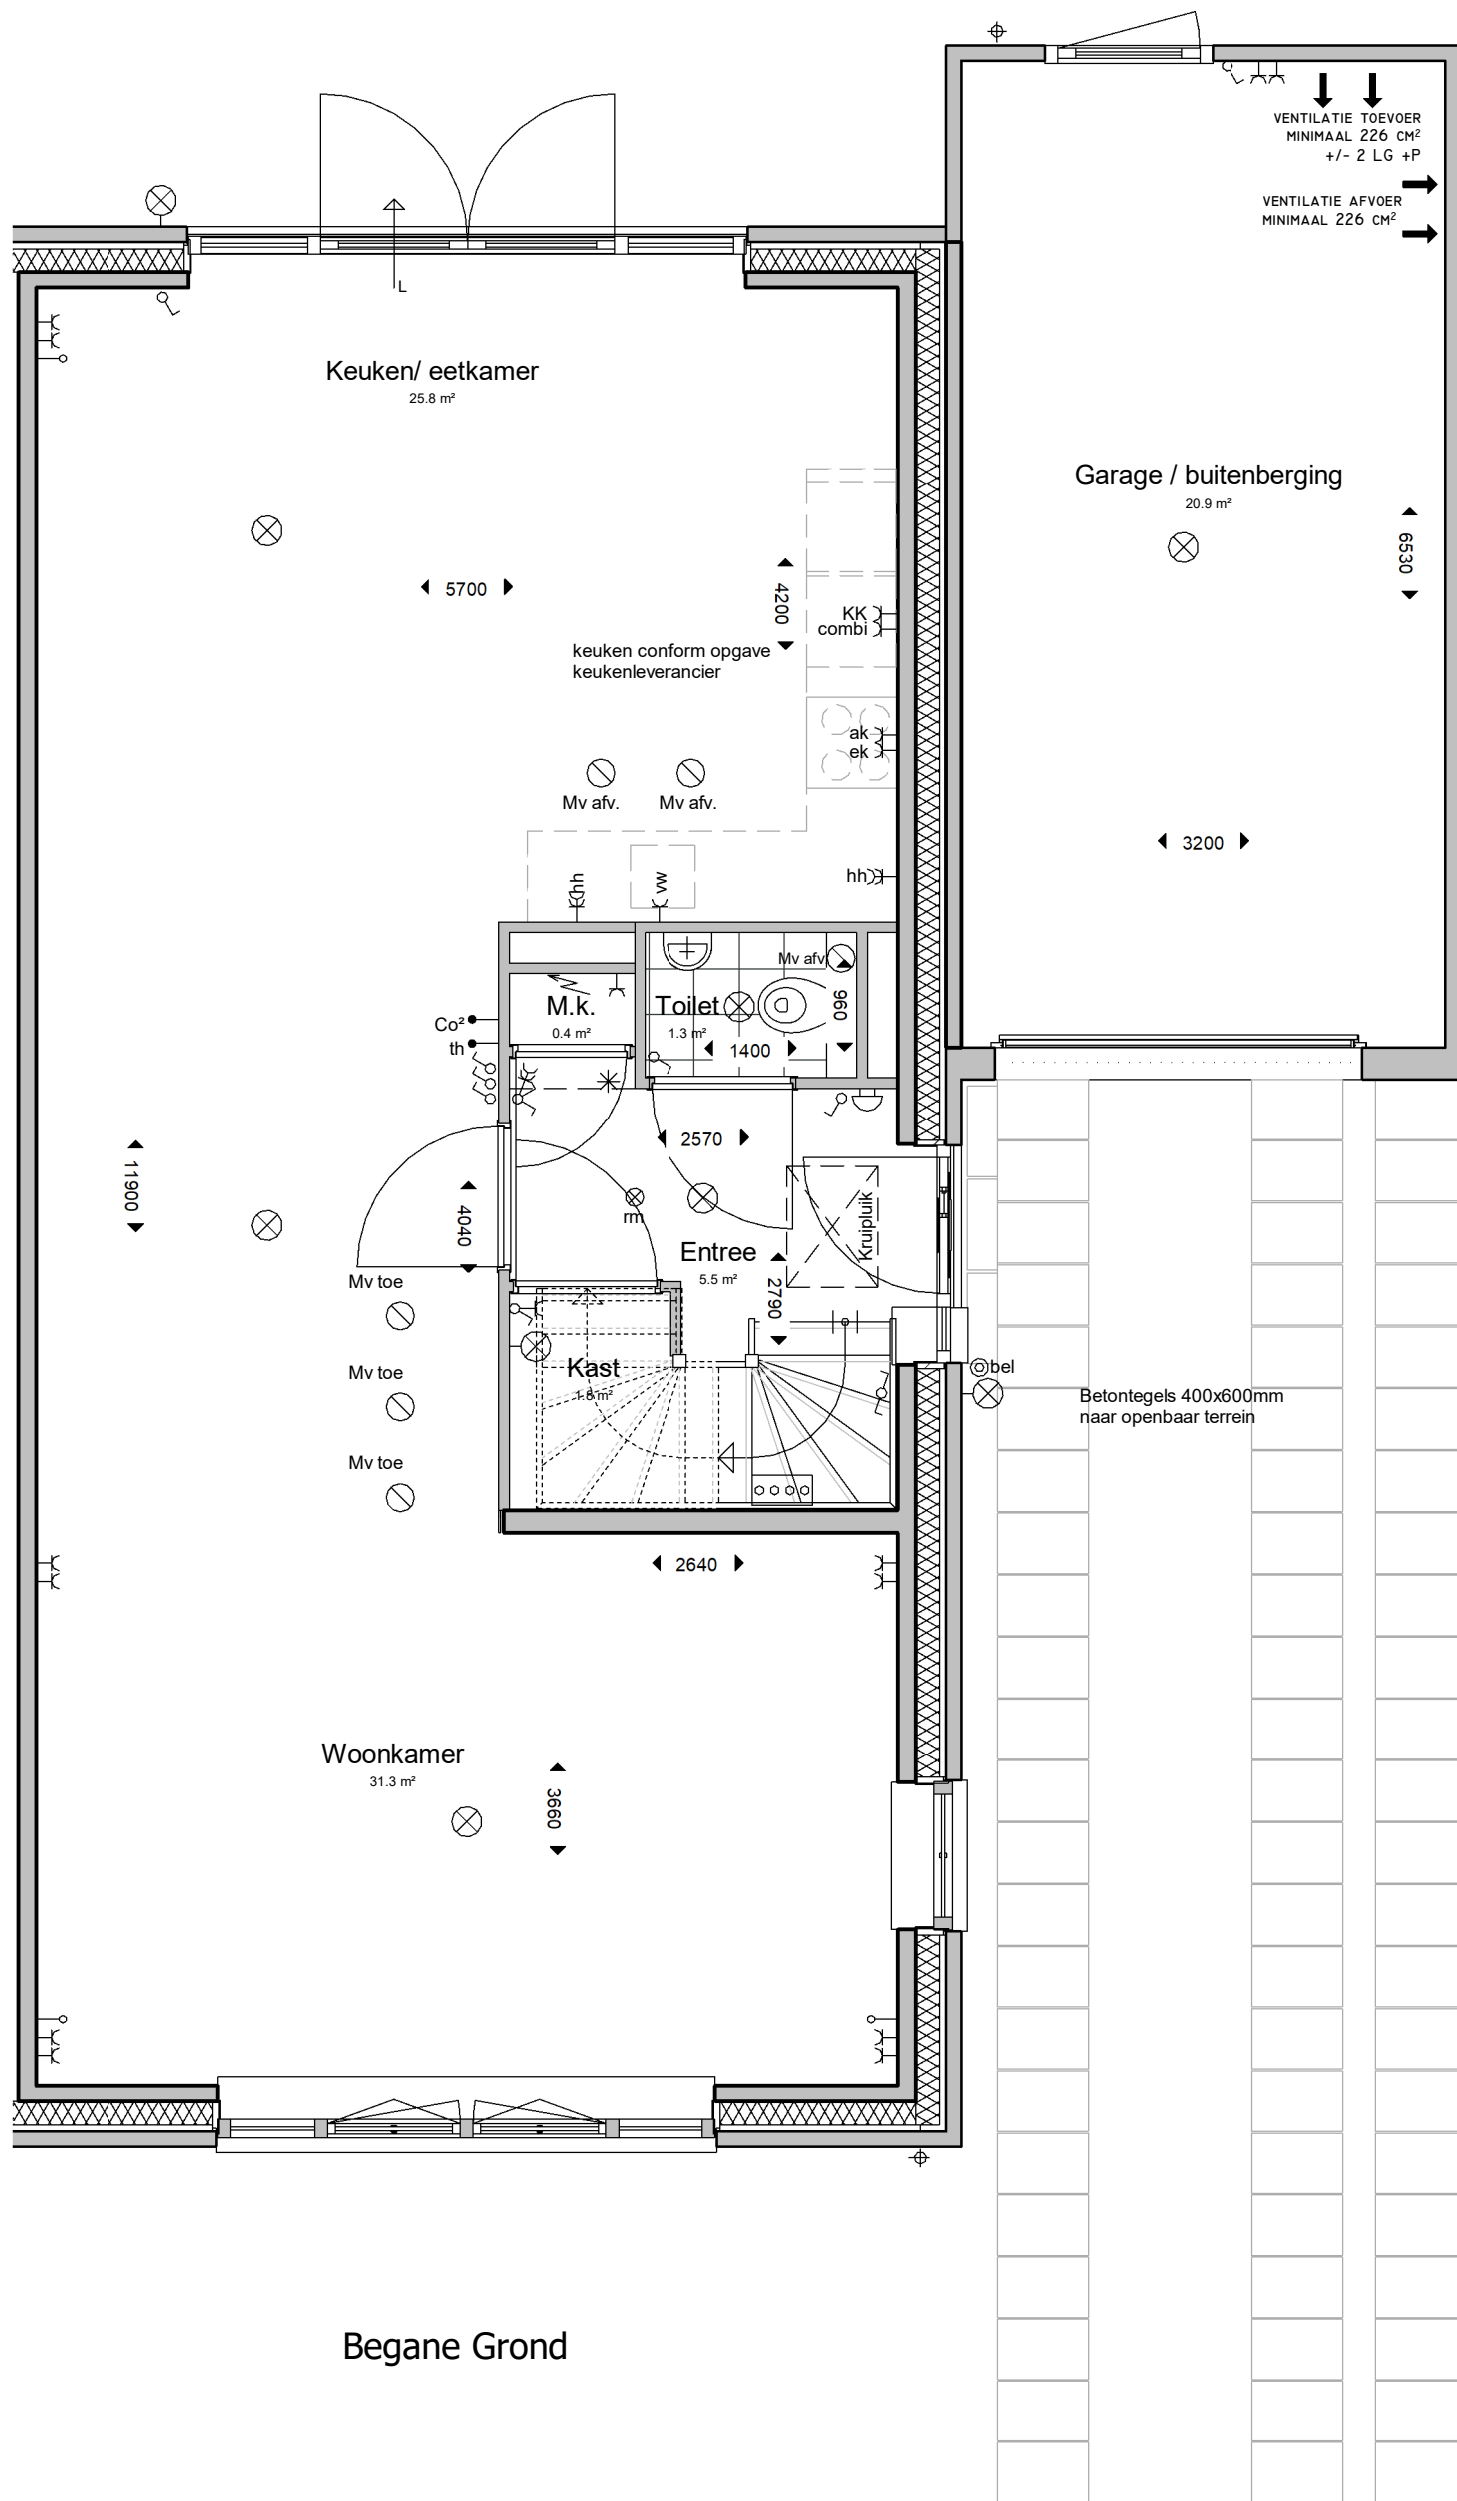 VENTILATIE TOEVOER
MINIMAAL 226 CM²
+/- 2 LG +P
VENTILATIE AFVOER
MINIMAAL 226 CM²
L
Keuken/ eetkamer
25.8 m²
Garage / buitenberging
20.9 m²
6530
5700
4200
KK
combi
keuken conform opgave
keukenleverancier
ak
ek
Mv afv.
Mv afv.
3200
hh
vw
hh
Mv afv
M.k.
0.4 m²
Toilet
1.3 m²
960
1400
Co²
th
2570
11900
4040
rm
Kruipluik
Entree
5.5 m²
2790
Mv toe
Kast
1.6 m²
Mv toe
bel
Betontegels 400x600mm
naar openbaar terrein
Mv toe
2640
Woonkamer
31.3 m²
3660
Begane Grond